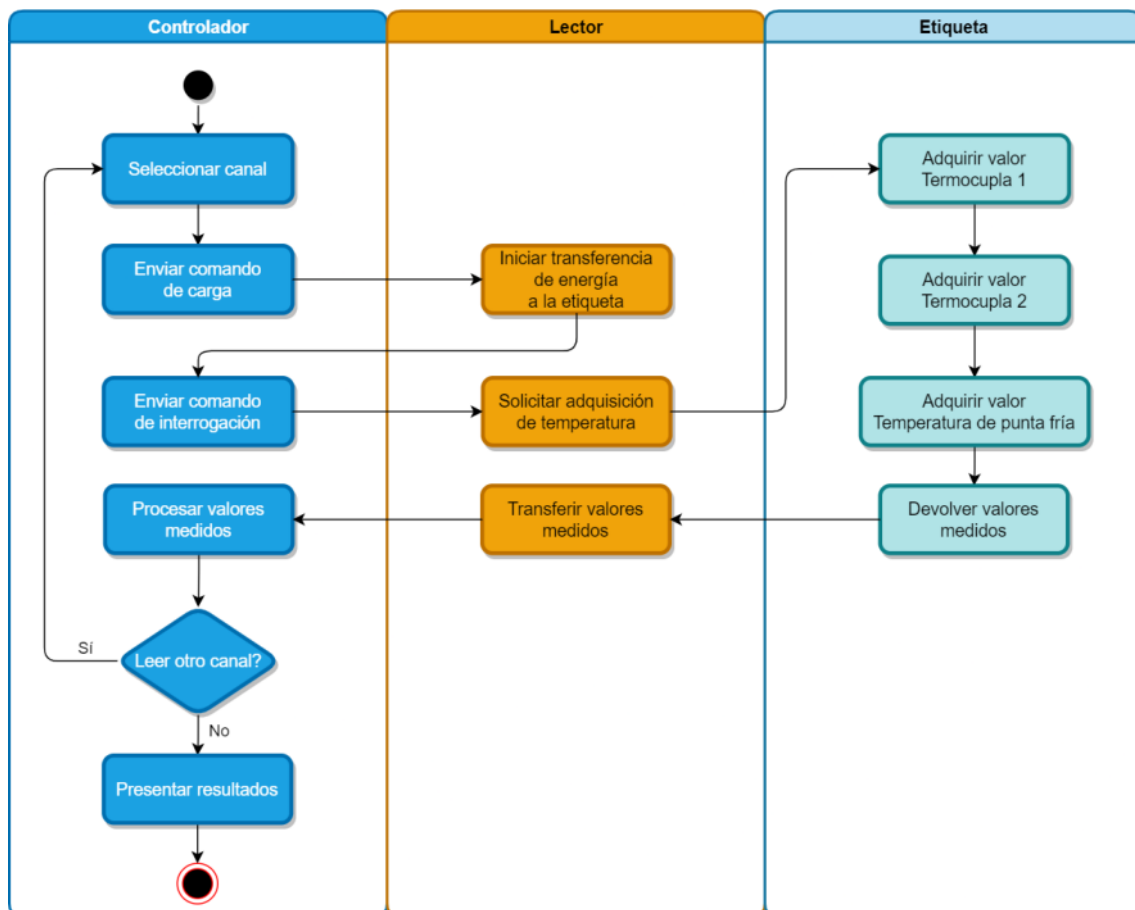 Controlador
Lector
Etiqueta
Seleccionar canal
Adquirir valor
Termocupla 1
Enviar comando
de carga
Iniciar transferencia
de energía
a la etiqueta
Adquirir valor
Termocupla 2
Enviar comando
de interrogación
Solicitar adquisición
de temperatura
Adquirir valor
Temperatura de punta fría
Procesar valores
medidos
Transferir valores
medidos
Devolver valores
medidos
Sí
Leer otro canal?
No
Presentar resultados